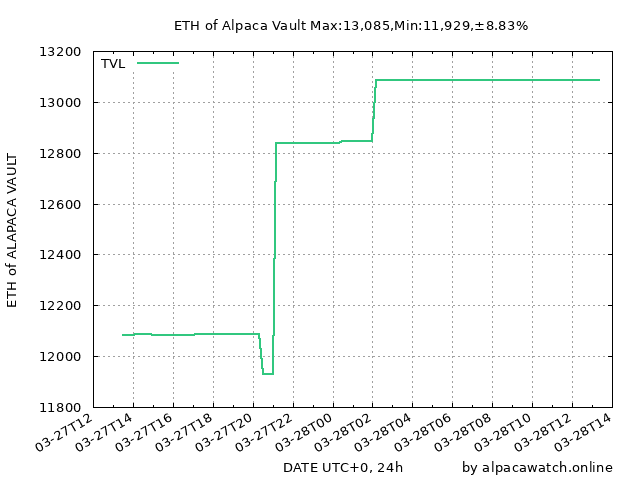 ETH of Alpaca Vault Max:13,085,Min:11,929,±8.83%
TVL
13200
13000
12800
12600
12400
12200
12000
11800
ETH of ALAPACA VAULT
03-27T12
03-27T14
03-27T16
03-27T18
03-27T20
03-27T22
03-28T00
03-28T02
03-28T04
03-28T06
03-28T08
03-28T10
03-28T12
03-28T14
DATE UTC+0, 24h
by alpacawatch.online